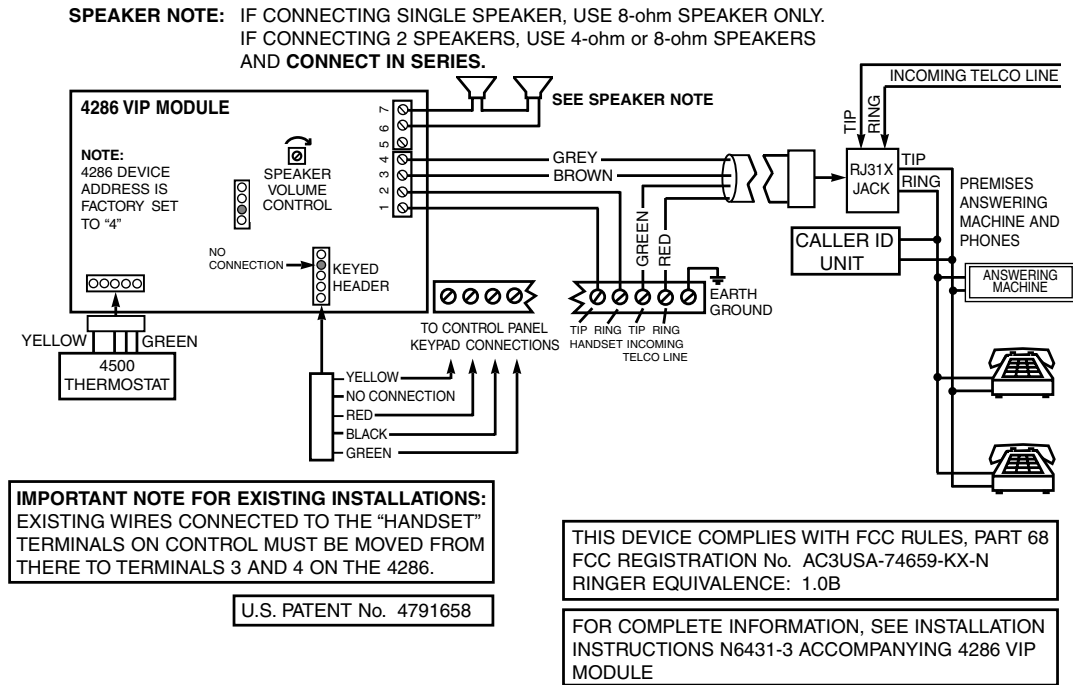 SPEAKER NOTE: IF CONNECTING SINGLE SPEAKER, USE 8-ohm SPEAKER ONLY.
IF CONNECTING 2 SPEAKERS, USE 4-ohm or 8-ohm SPEAKERS
AND CONNECT IN SERIES.
INCOMING TELCO LINE
TIP
RING
4286 VIP MODULE
SEE SPEAKER NOTE
NOTE:
4286 DEVICE
ADDRESS IS
FACTORY SET
TO “4”
SPEAKER
VOLUME
CONTROL
7
6
5
4
3
2
1
GREY
BROWN
GREEN
RED
RJ31X
JACK
TIP
RING
PREMISES
ANSWERING
MACHINE AND
PHONES
CALLER ID
UNIT
ANSWERING
MACHINE
NO
CONNECTION
KEYED
HEADER
EARTH
GROUND
TIP RING TIP RING
HANDSET INCOMING
TELCO LINE
TO CONTROL PANEL
KEYPAD CONNECTIONS
YELLOW GREEN
4500
THERMOSTAT
YELLOW
NO CONNECTION
RED
BLACK
GREEN
IMPORTANT NOTE FOR EXISTING INSTALLATIONS:
EXISTING WIRES CONNECTED TO THE “HANDSET”
TERMINALS ON CONTROL MUST BE MOVED FROM
THERE TO TERMINALS 3 AND 4 ON THE 4286.
U.S. PATENT No. 4791658
THIS DEVICE COMPLIES WITH FCC RULES, PART 68
FCC REGISTRATION No. AC3USA-74659-KX-N
RINGER EQUIVALENCE: 1.0B
FOR COMPLETE INFORMATION, SEE INSTALLATION
INSTRUCTIONS N6431-3 ACCOMPANYING 4286 VIP
MODULE